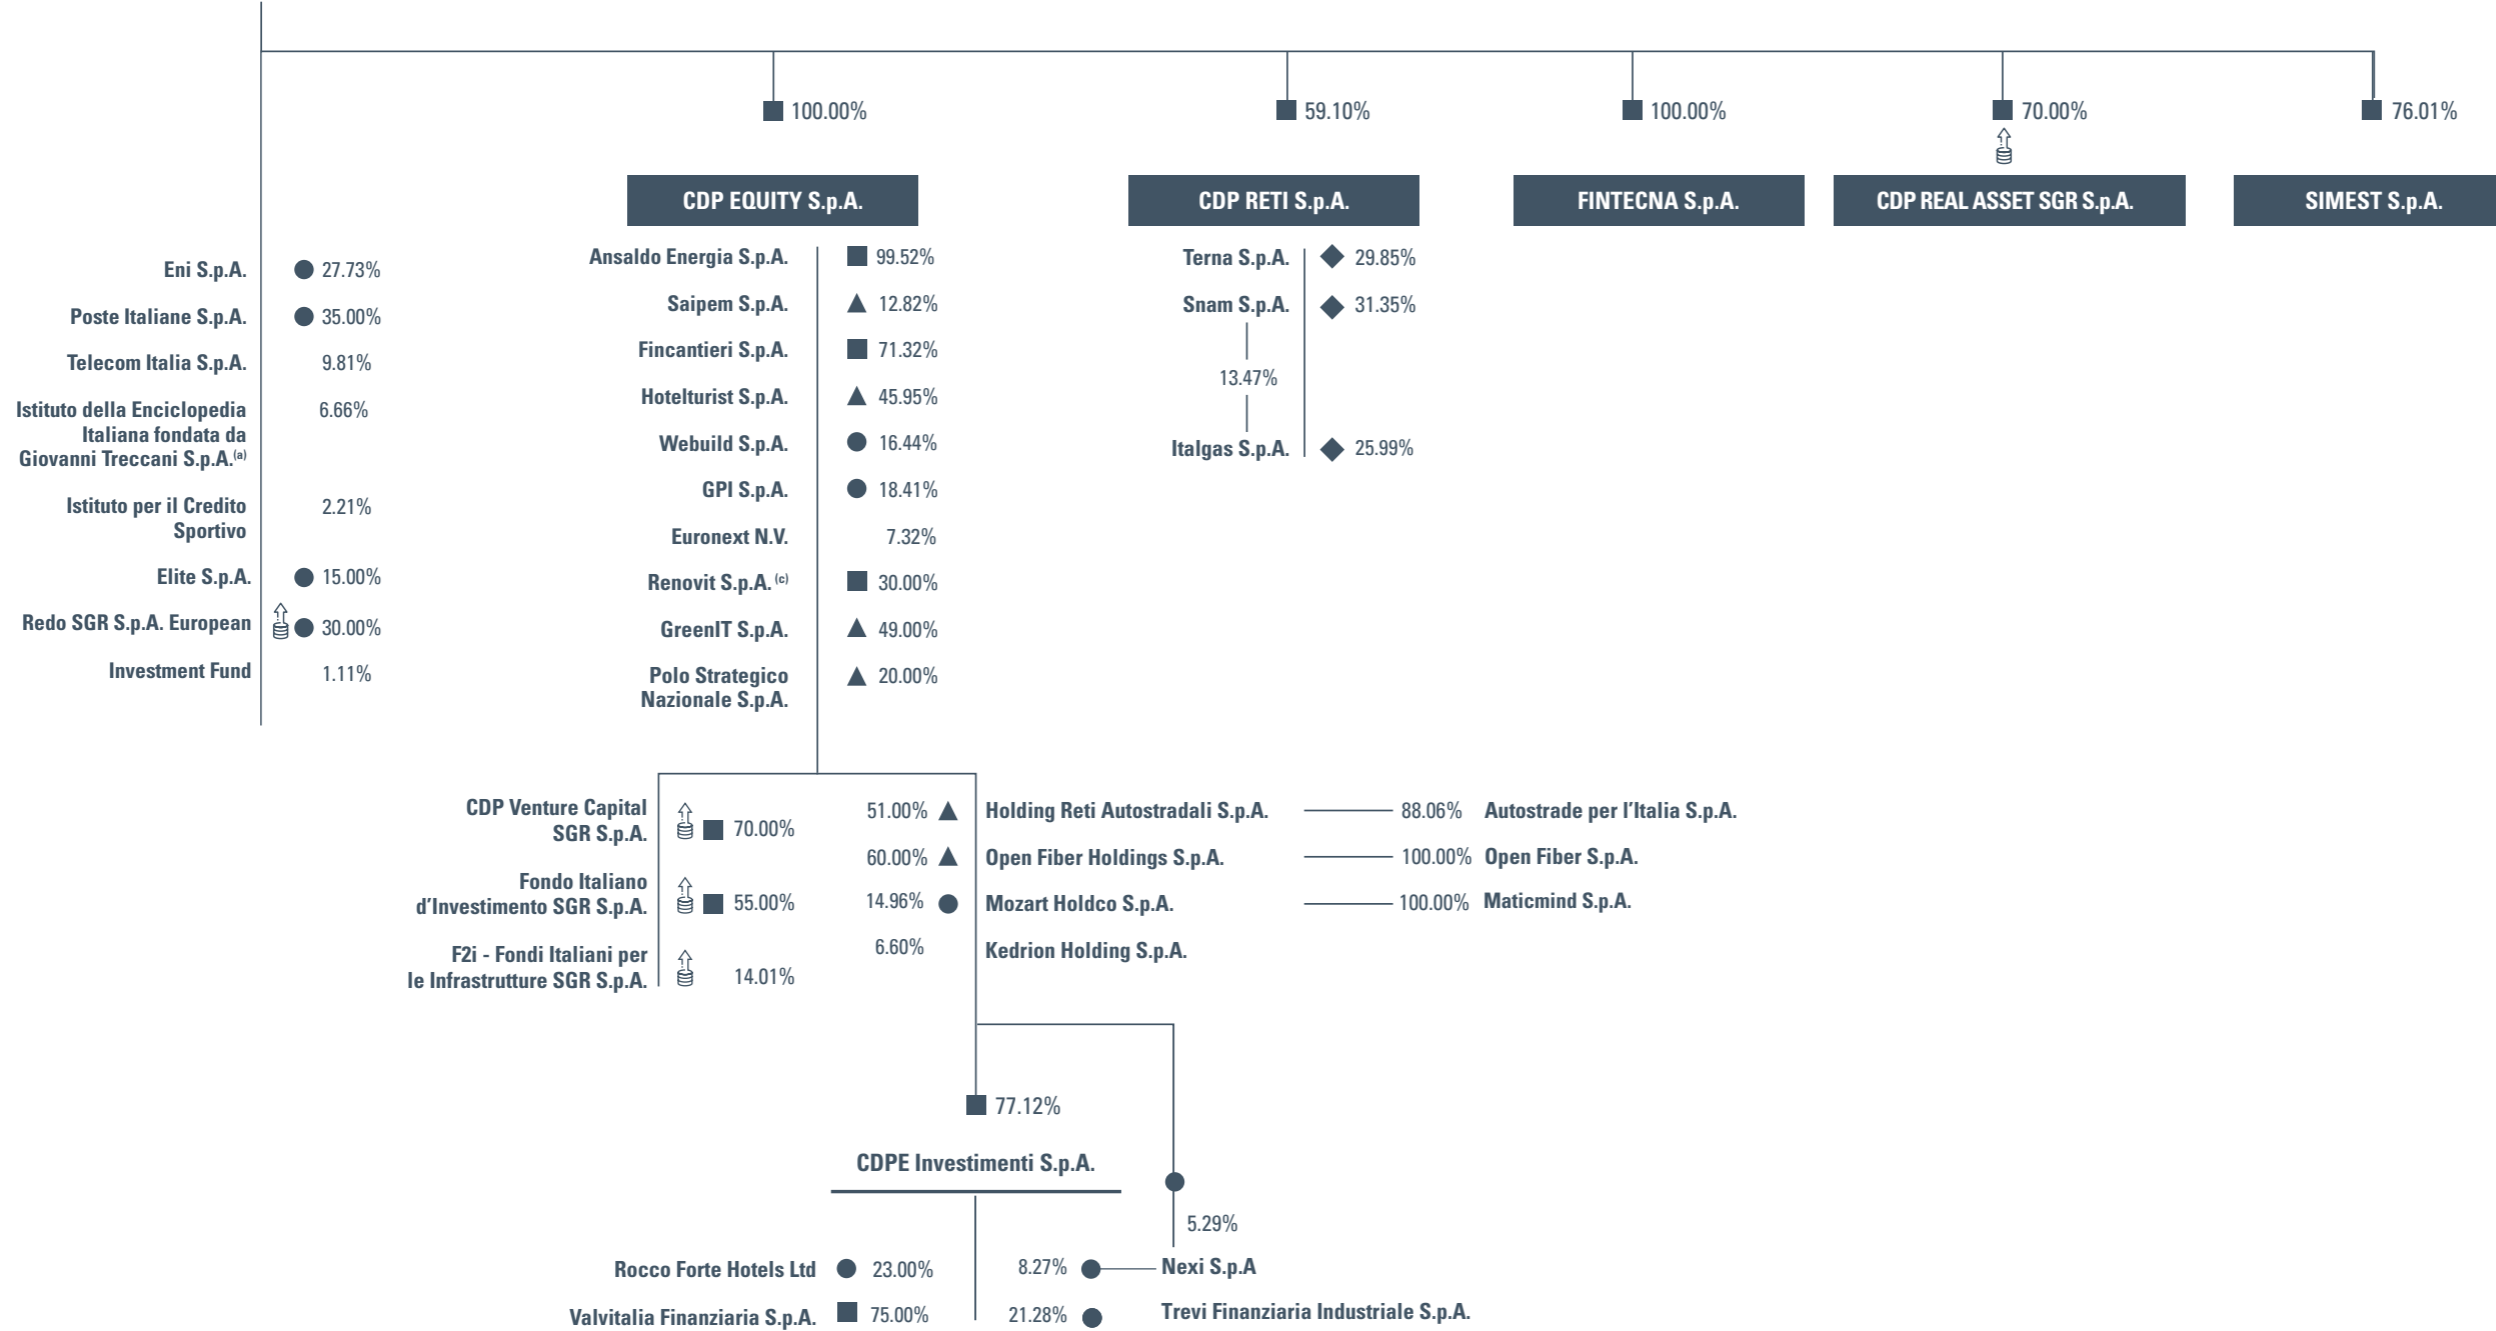 100.00%
59.10%
100.00%
70.00%
76.01%
CDP EQUITY S.p.A.
CDP RETI S.p.A.
FINTECNA S.p.A.
CDP REAL ASSET SGR S.p.A.
SIMEST S.p.A.
Eni S.p.A. 27.73%
Poste Italiane S.p.A. 35.00%
Telecom Italia S.p.A. 9.81%
Istituto della Enciclopedia 6.66%
Italiana fondata da
Giovanni Treccani S.p.A.(a)
Istituto per il Credito 2.21%
Sportivo
Elite S.p.A. 15.00%
Redo SGR S.p.A. European 30.00%
Investment Fund 1.11%
Ansaldo Energia S.p.A. 99.52%
Saipem S.p.A. 12.82%
Fincantieri S.p.A. 71.32%
Hotelturist S.p.A. 45.95%
Webuild S.p.A. 16.44%
GPI S.p.A. 18.41%
Euronext N.V. 7.32%
Renovit S.p.A. (c) 30.00%
GreenIT S.p.A. 49.00%
Polo Strategico 20.00%
Nazionale S.p.A.
Terna S.p.A. 29.85%
Snam S.p.A. 31.35%
13.47%
Italgas S.p.A. 25.99%
CDP Venture Capital
SGR S.p.A. 70.00%
Fondo Italiano
d'Investimento SGR S.p.A. 55.00%
F2i - Fondi Italiani per
le Infrastrutture SGR S.p.A. 14.01%
51.00% Holding Reti Autostradali S.p.A. 88.06% Autostrade per l'Italia S.p.A.
60.00% Open Fiber Holdings S.p.A. 100.00% Open Fiber S.p.A.
14.96% Mozart Holdco S.p.A. 100.00% Maticmind S.p.A.
6.60% Kedrion Holding S.p.A.
77.12%
CDPE Investimenti S.p.A.
5.29%
Rocco Forte Hotels Ltd 23.00% 8.27% Nexi S.p.A
Valvitalia Finanziaria S.p.A. 75.00% 21.28% Trevi Finanziaria Industriale S.p.A.